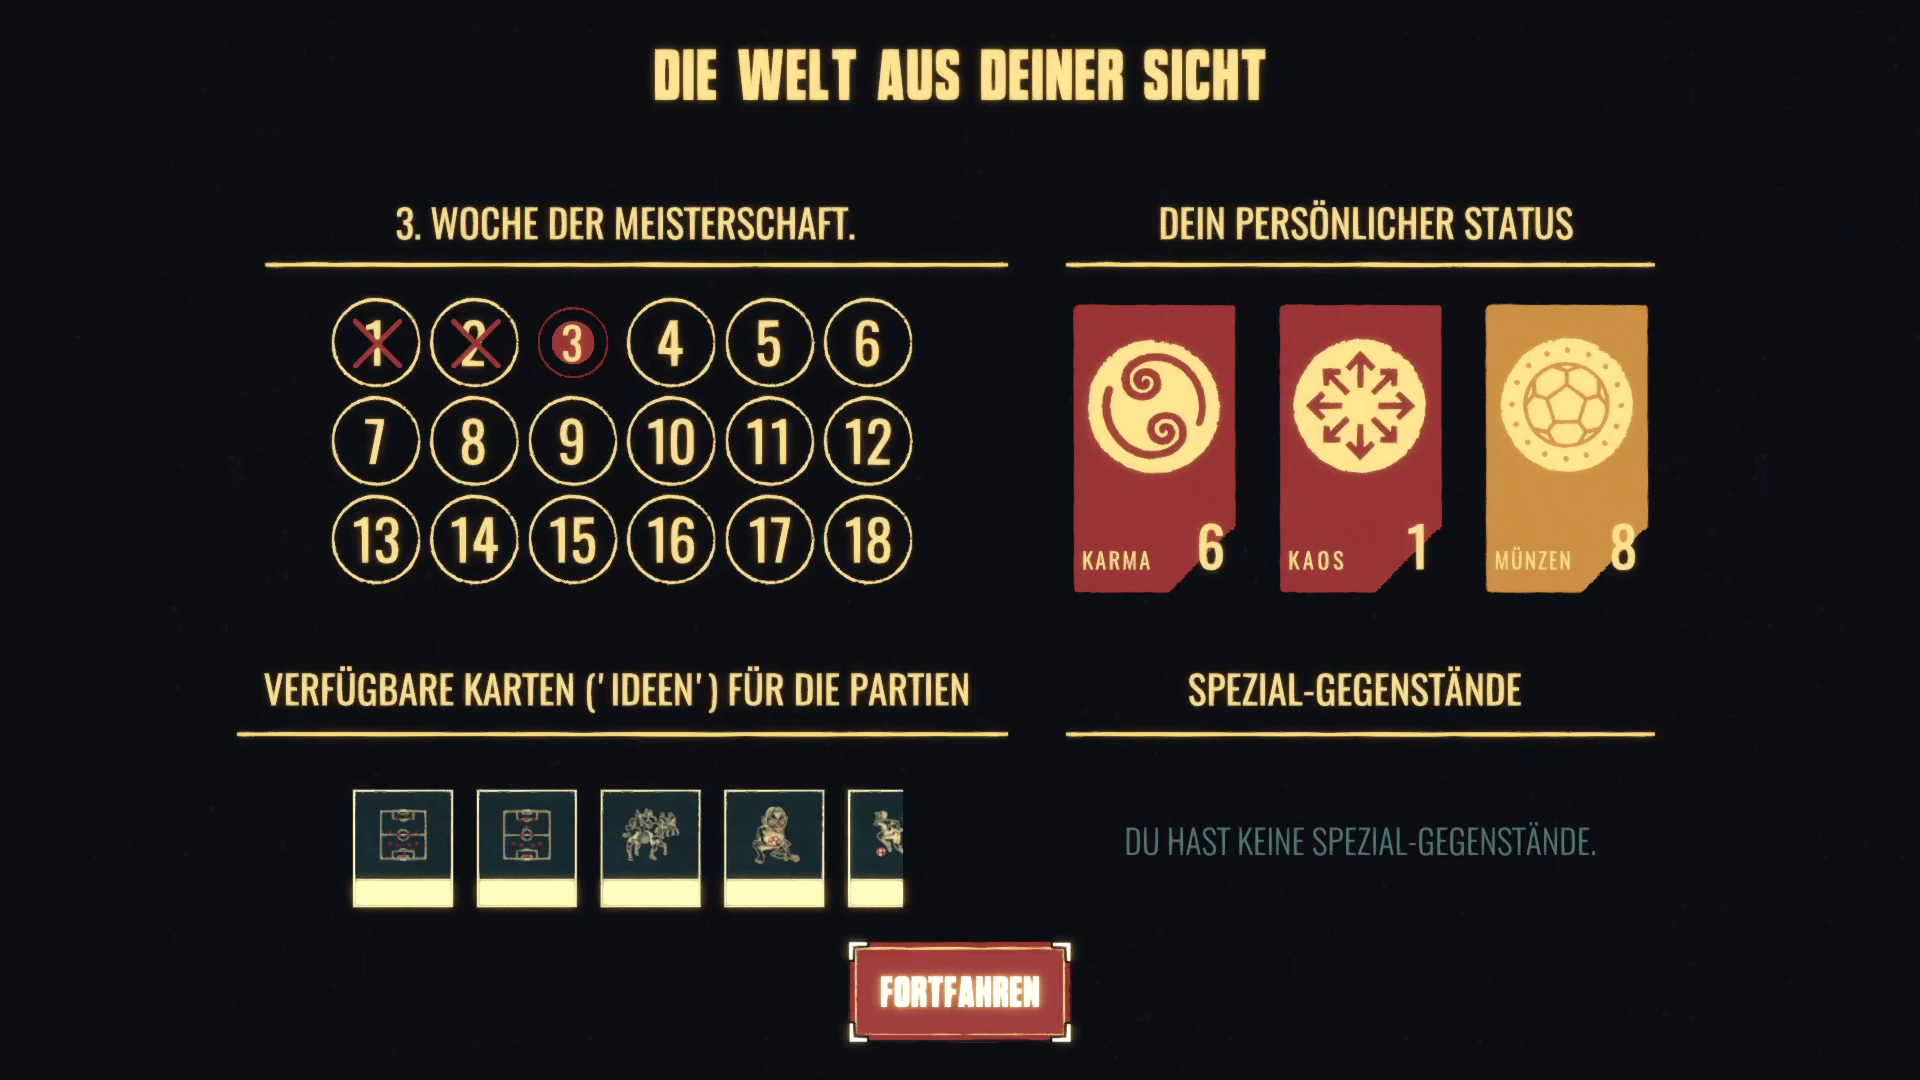 DIE WELT AUS DEINER SICHT
3. WOCHE DER MEISTERSCHAFT.
1 2 3 4 5 6
7 8 9 10 11 12
13 14 15 16 17 18
DEIN PERSÖNLICHER STATUS
KARMA 6
KAOS 1
MÜNZEN 8
VERFÜGBARE KARTEN ('IDEEN') FÜR DIE PARTIEN
SPEZIAL-GEGENSTÄNDE
DU HAST KEINE SPEZIAL-GEGENSTÄNDE.
FORTFAHREN